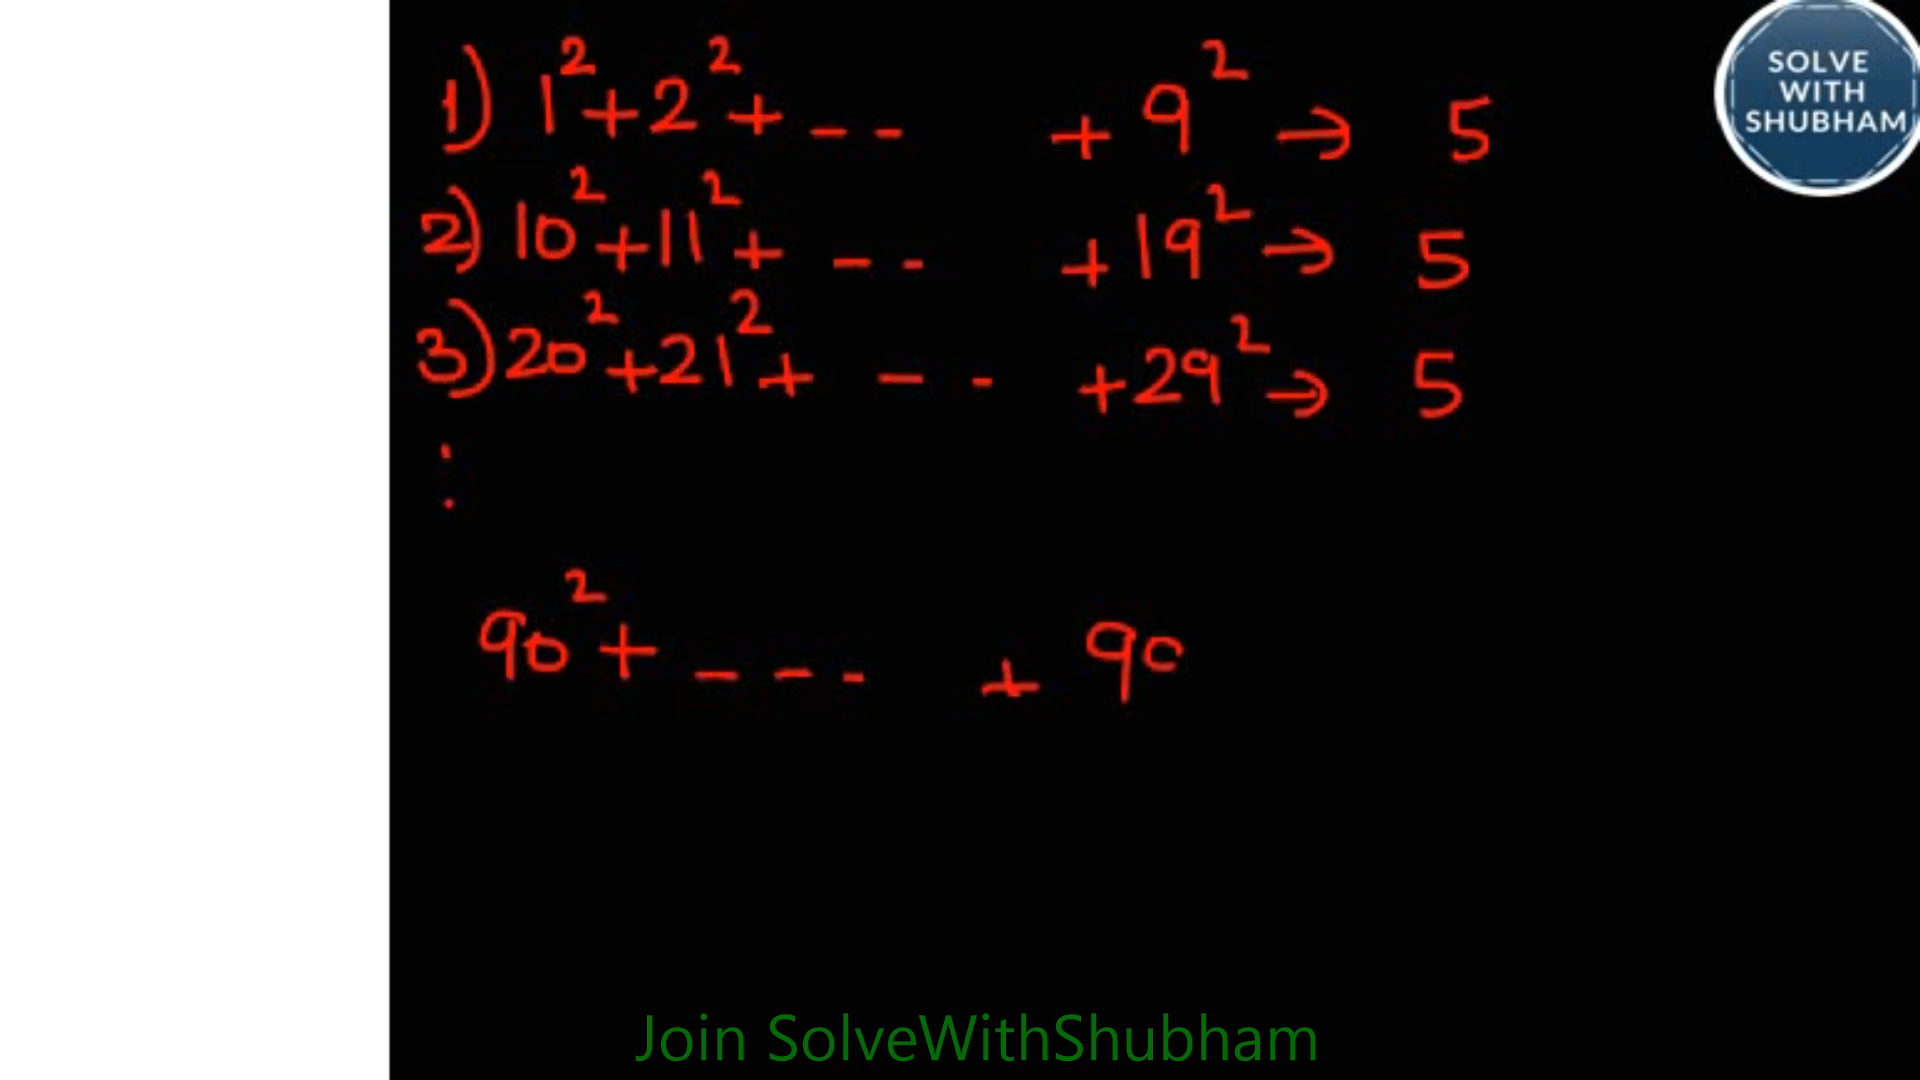 1) 1² + 2² + - - + 9² → 5
SOLVE
WITH
SHUBHAM
2) 10² + 11² + - - + 19² → 5
3) 20² + 21² + - - + 29² → 5
:
90² + - - - + 9
Join SolveWithShubham